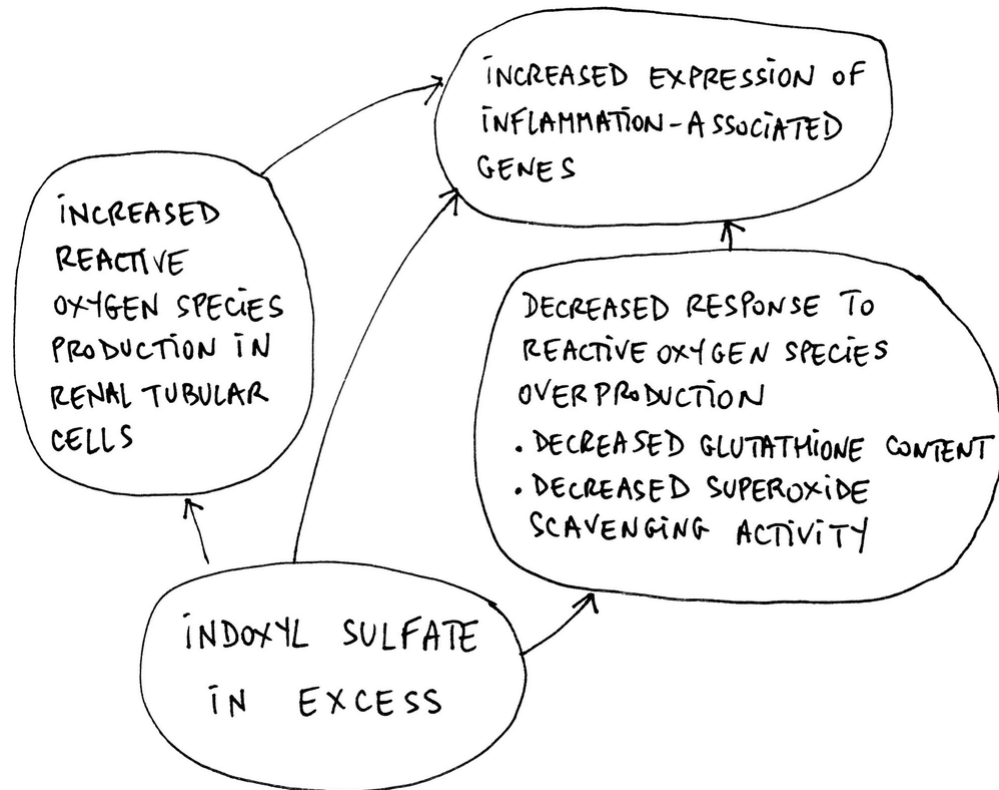 INCREASED EXPRESSION OF
INFLAMMATION-ASSOCIATED
GENES
INCREASED
REACTIVE
OXYGEN SPECIES
PRODUCTION IN
RENAL TUBULAR
CELLS
DECREASED RESPONSE TO
REACTIVE OXYGEN SPECIES
OVERPRODUCTION
. DECREASED GLUTATHIONE CONTENT
. DECREASED SUPEROXIDE
SCAVENGING ACTIVITY
INDOXYL SULFATE
IN EXCESS